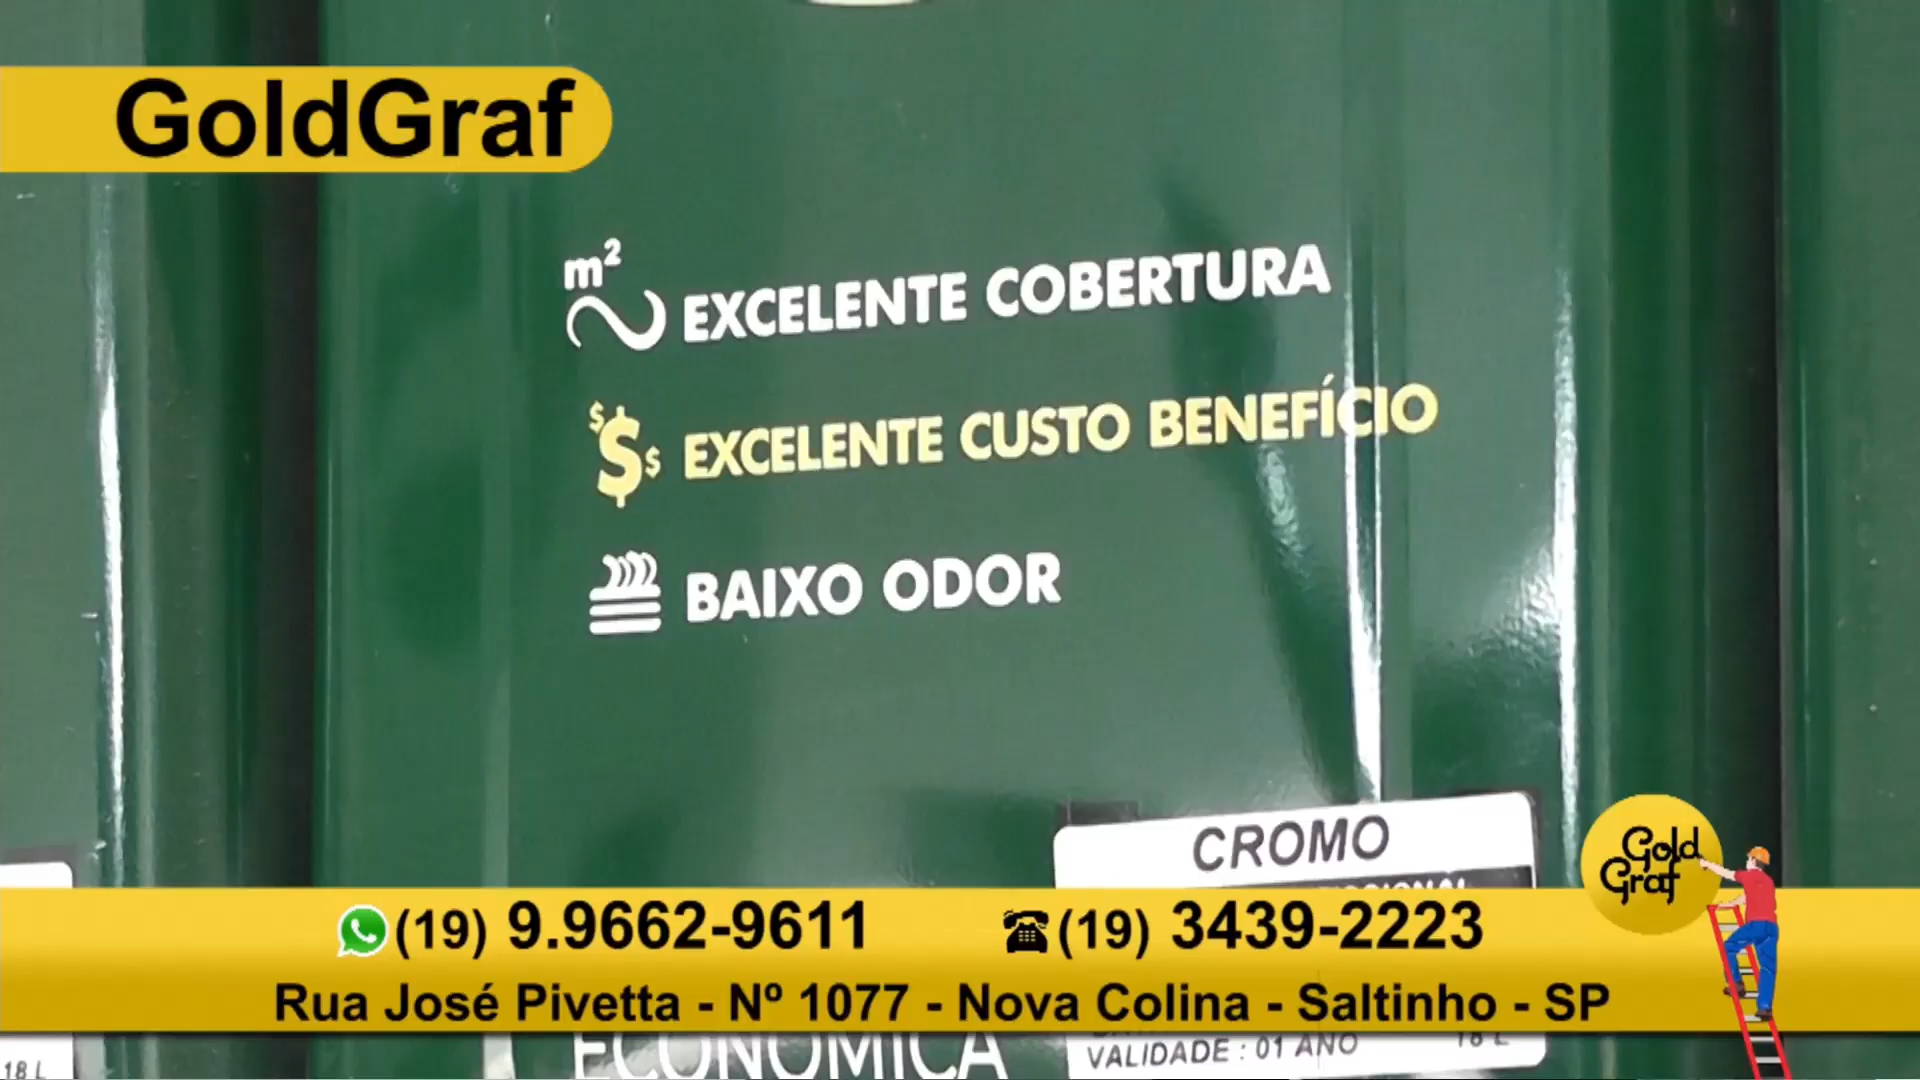 GoldGraf
m²
EXCELENTE COBERTURA
$ $ $
EXCELENTE CUSTO BENEFÍCIO
BAIXO ODOR
CROMO
Gold
Graf
(19) 9.9662-9611
(19) 3439-2223
Rua José Pivetta - Nº 1077 - Nova Colina - Saltinho - SP
ECONÔMICA
VALIDADE : 01 ANO
18 L
18 L